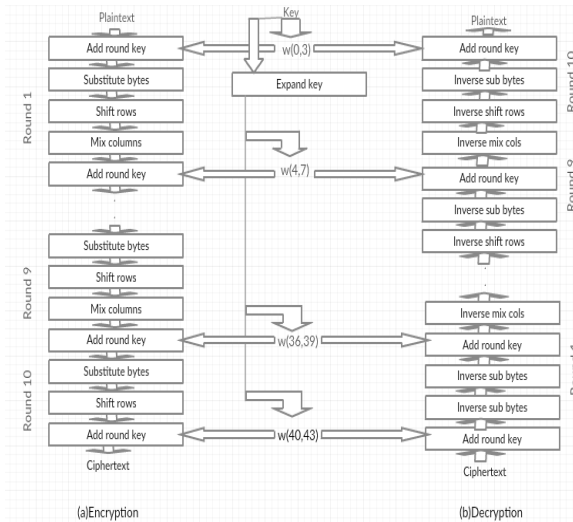 Plaintext
Add round key
Substitute bytes
Shift rows
Mix columns
Add round key
Substitute bytes
Shift rows
Mix columns
Add round key
Substitute bytes
Shift rows
Add round key
Ciphertext
Round 1
Round 9
Round 10
(a)Encryption
Key
w(0,3)
Expand key
w(4,7)
w(36,39)
w(40,43)
Plaintext
Add round key
Inverse sub bytes
Inverse shift rows
Inverse mix cols
Add round key
Inverse sub bytes
Inverse shift rows
Inverse mix cols
Add round key
Inverse sub bytes
Inverse sub bytes
Add round key
Ciphertext
Round 10
Round 9
(b)Decryption